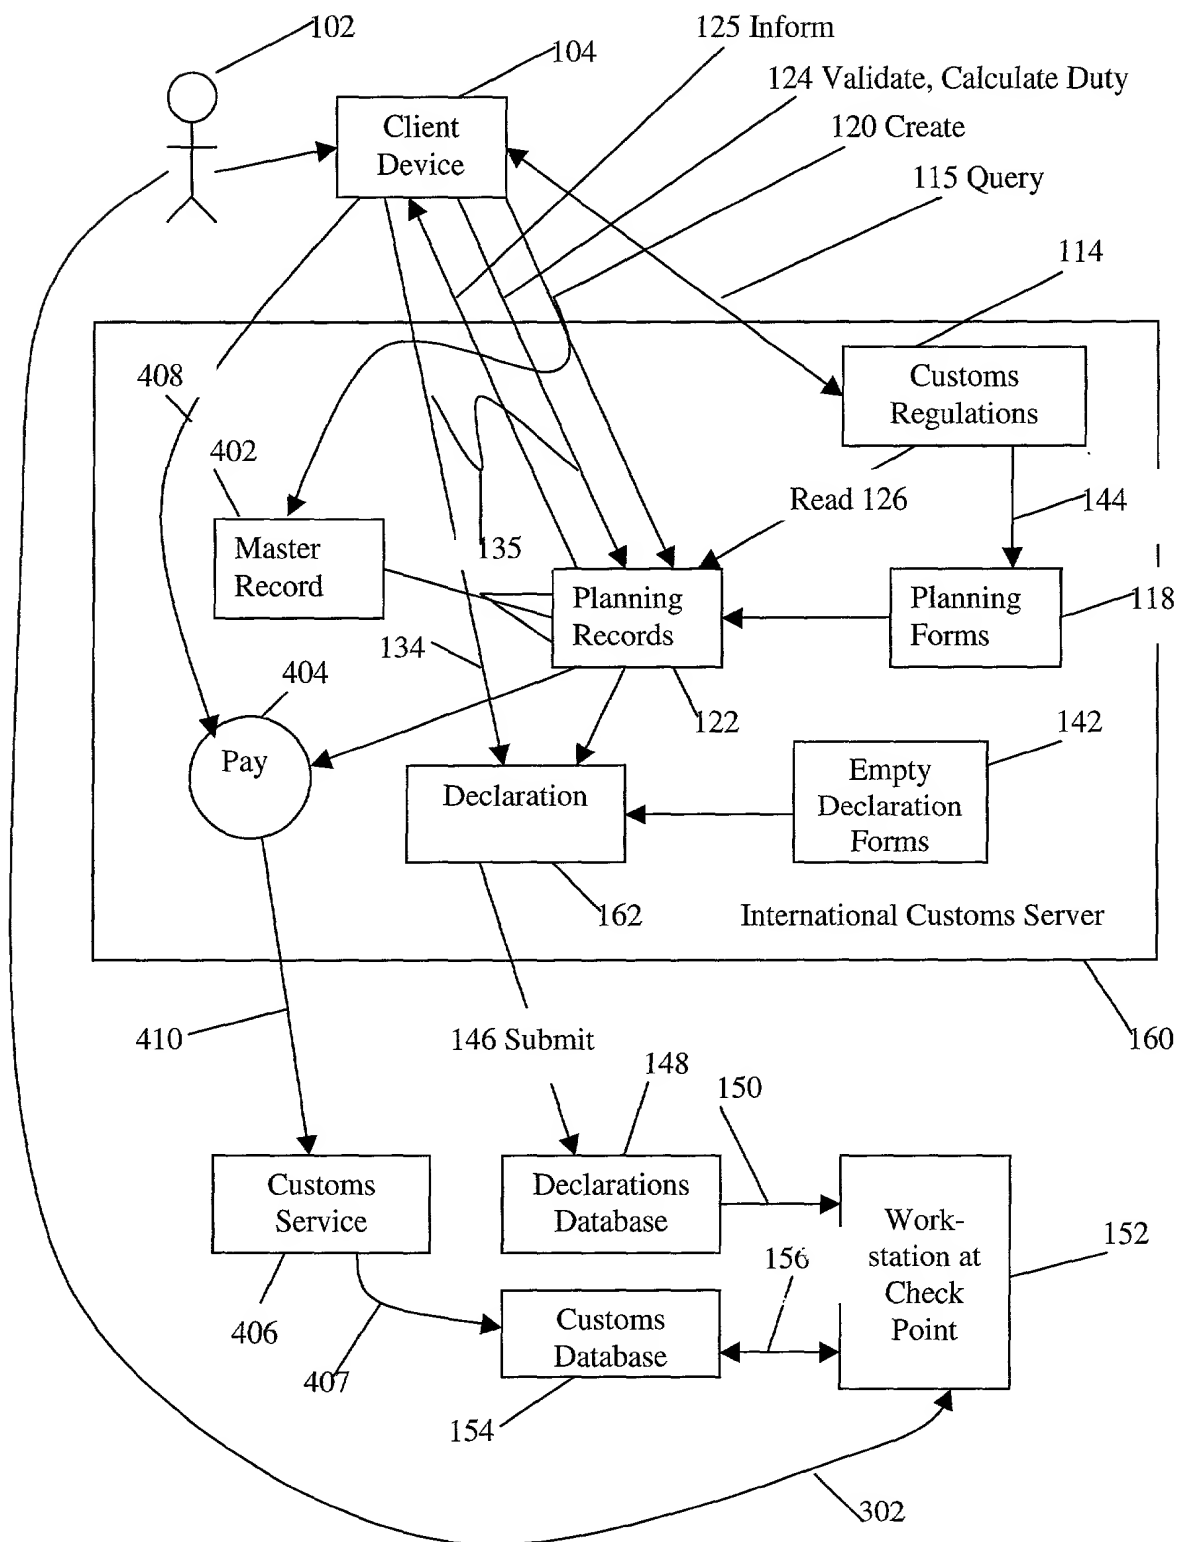 102
125 Inform
104
124 Validate, Calculate Duty
Client
Device
120 Create
115 Query
114
408
Customs
Regulations
402
Read 126
144
Master
Record
135
Planning
Records
Planning
Forms
118
134
404
122
142
Pay
Declaration
Empty
Declaration
Forms
162
International Customs Server
410
146 Submit
160
148
150
Customs
Service
Declarations
Database
Work-
station at
Check
Point
152
156
406
407
Customs
Database
154
302